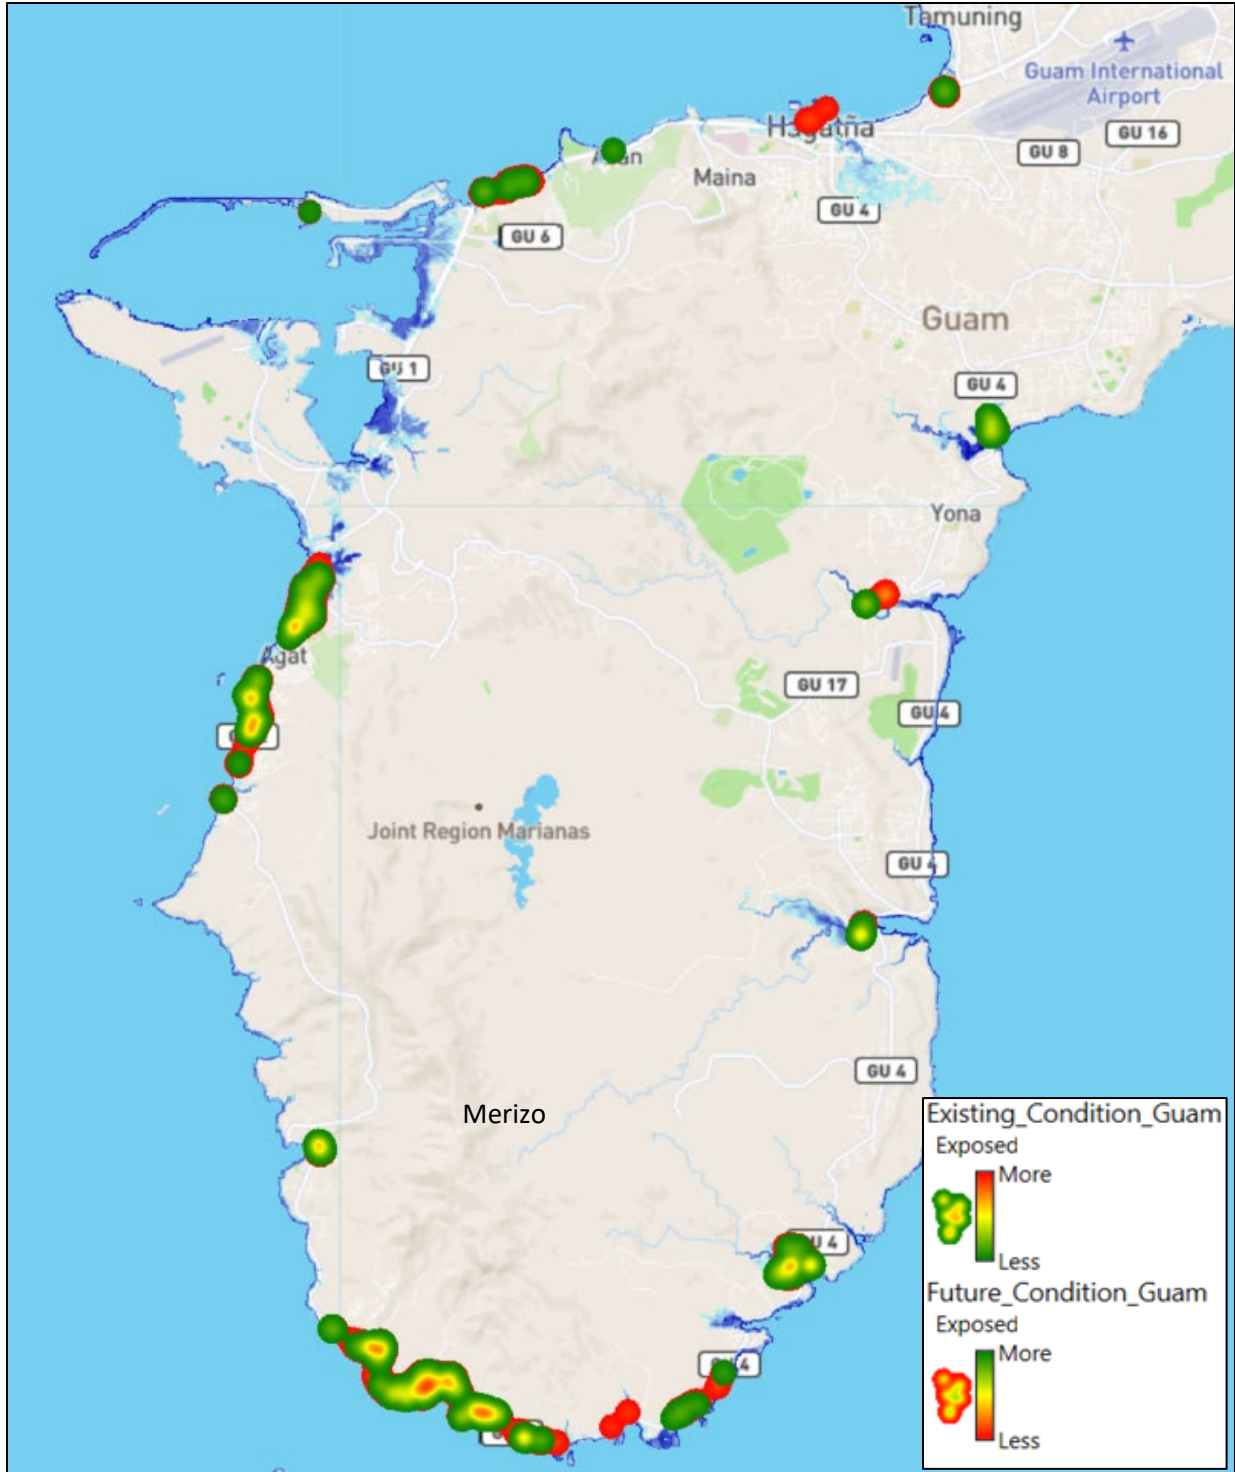 Tamuning
Guam International
Airport
Hagatña
GU 16
GU 8
Maina
GU 4
GU 6
Guam
GU 1
GU 4
Yona
Agat
GU 17
GU 4
Joint Region Marianas
GU 4
GU 4
Merizo
Existing_Condition_Guam
Exposed
More
Less
Future_Condition_Guam
Exposed
More
Less